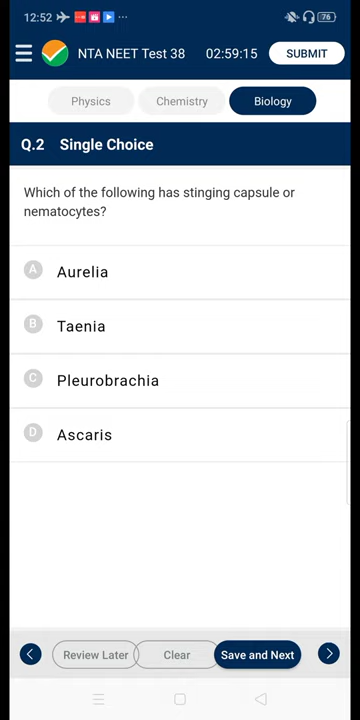 12:52 76
NTA NEET Test 38 02:59:15 SUBMIT
Physics Chemistry Biology
Q.2 Single Choice
Which of the following has stinging capsule or
nematocytes?
A Aurelia
B Taenia
C Pleurobrachia
D Ascaris
Review Later Clear Save and Next